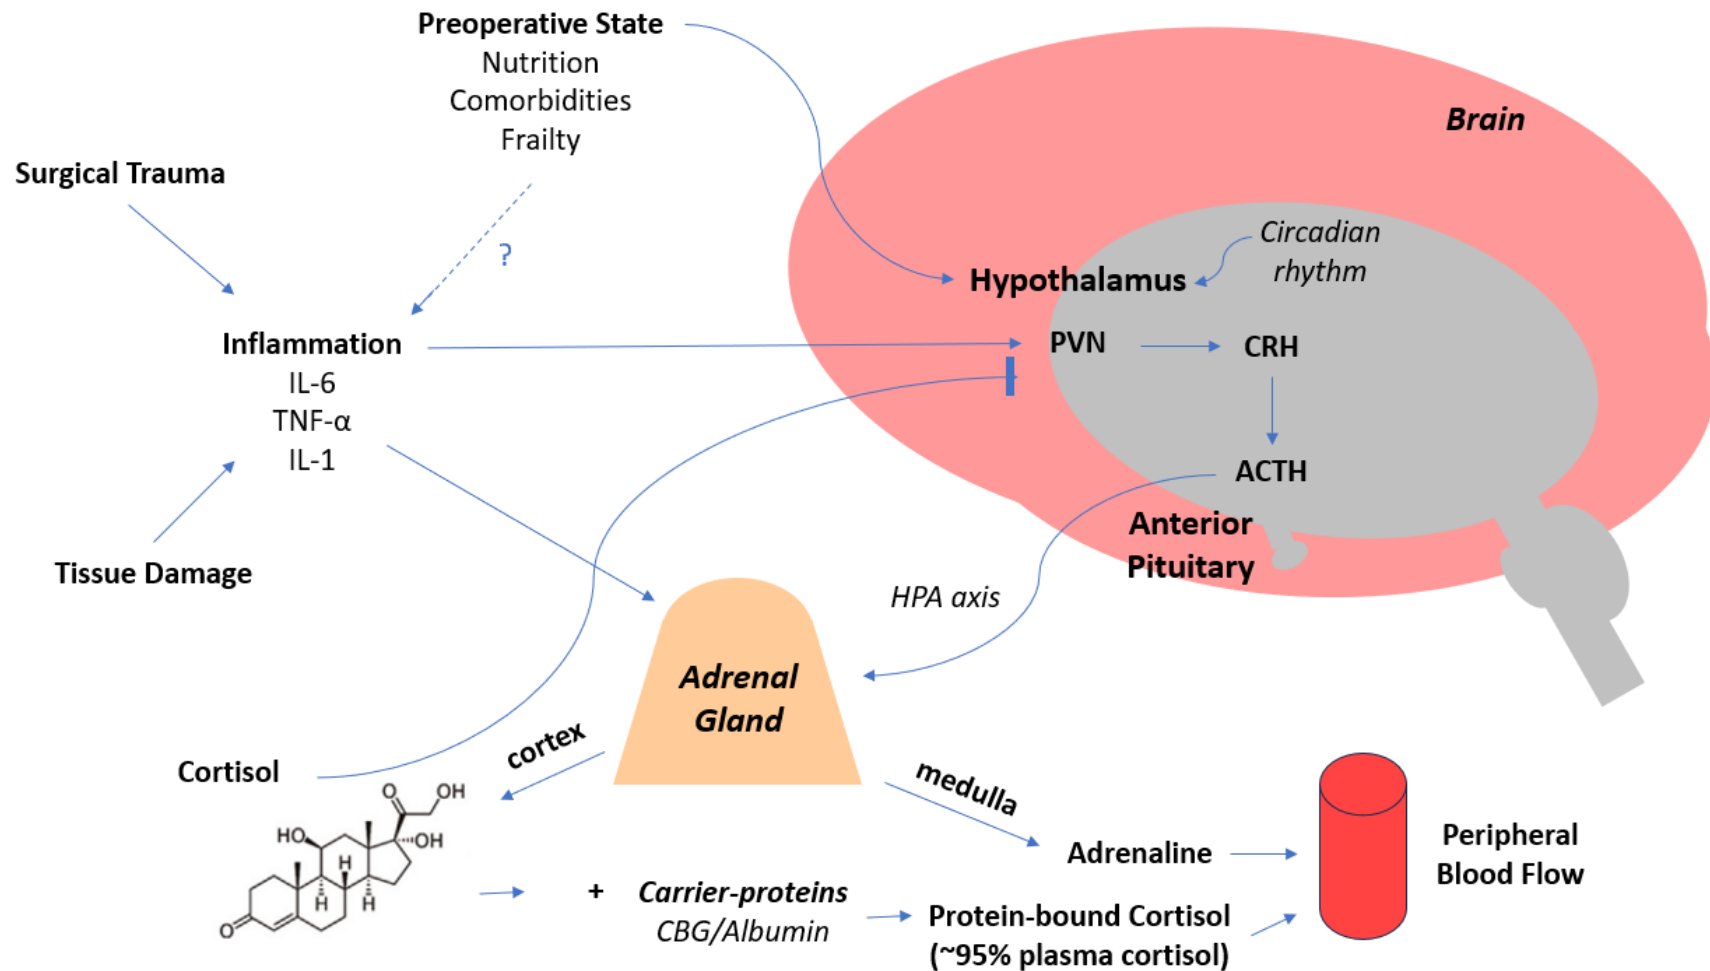 Preoperative State
Nutrition
Comorbidities
Frailty
Surgical Trauma
?
Inflammation
IL-6
TNF-α
IL-1
Tissue Damage
Brain
Circadian
rhythm
Hypothalamus
PVN
CRH
ACTH
Anterior
Pituitary
HPA axis
Adrenal
Gland
cortex
medulla
Cortisol
O
OH
HO
OH
H
H
H
O
+
Carrier-proteins
CBG/Albumin
Protein-bound Cortisol
(~95% plasma cortisol)
Adrenaline
Peripheral
Blood Flow